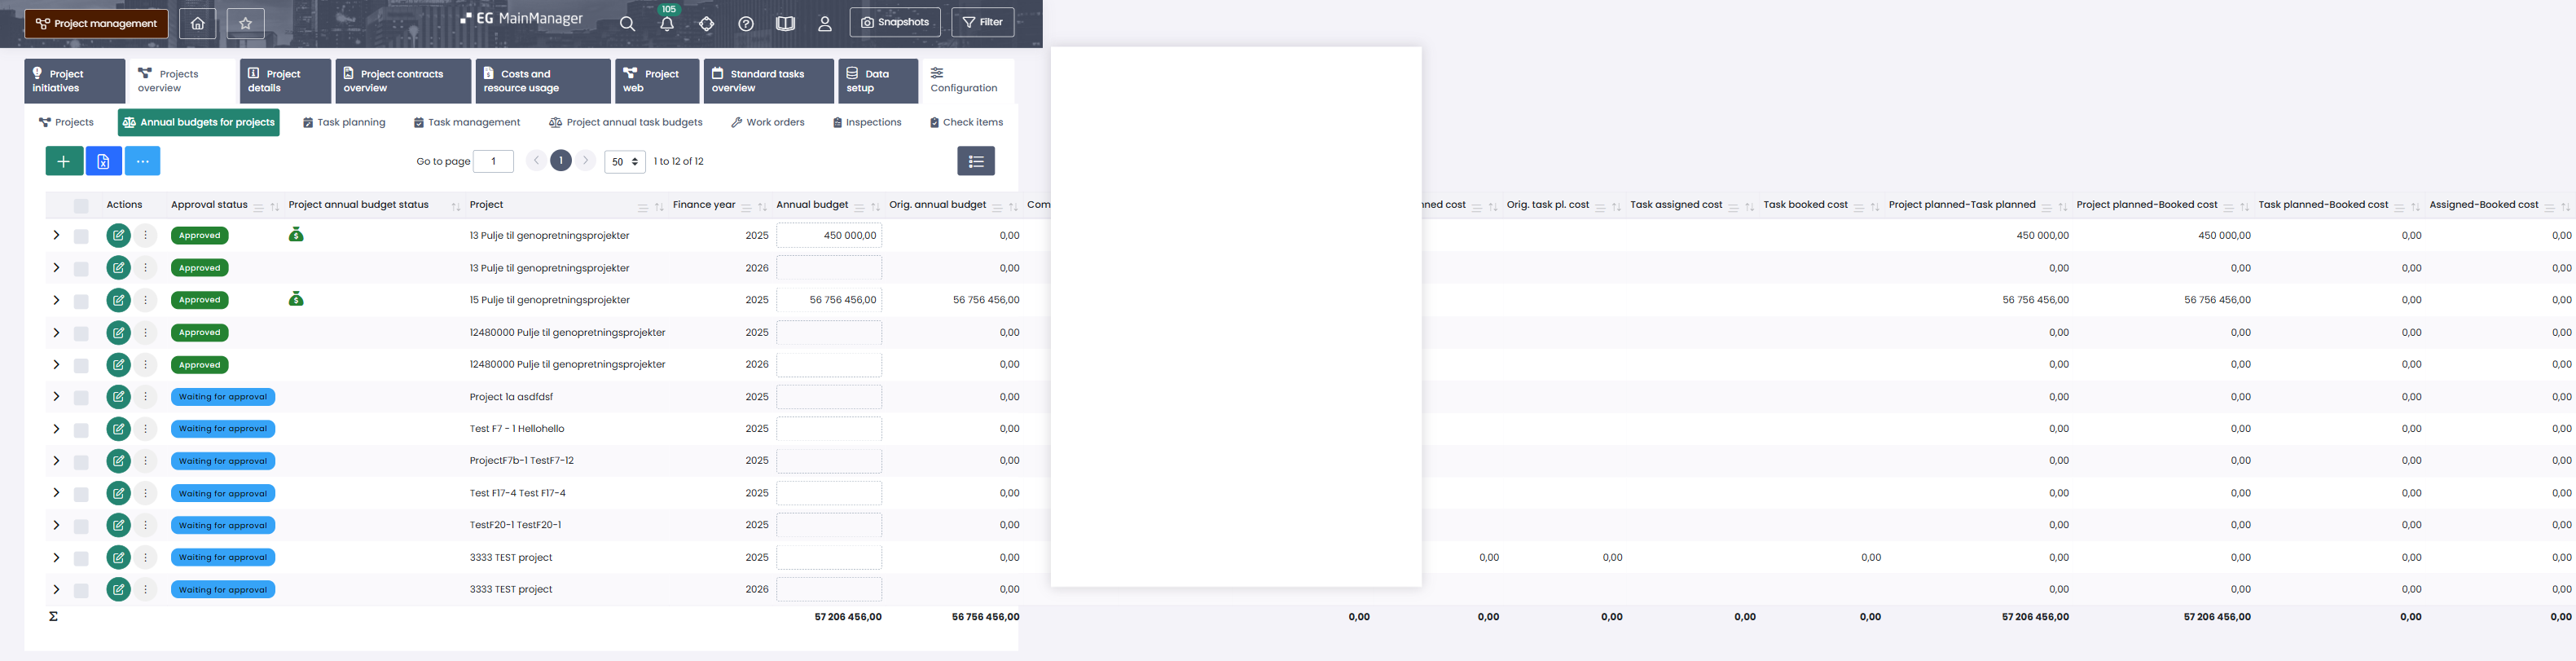 Project management
EG MainManager
105
Snapshots
Filter
Project initiatives
Projects overview
Project details
Project contracts overview
Costs and resource usage
Project web
Standard tasks overview
Data setup
Configuration
Projects
Annual budgets for projects
Task planning
Task management
Project annual task budgets
Work orders
Inspections
Check items
Go to page 1 1 50 1 to 12 of 12
Actions Approval status Project annual budget status Project Finance year Annual budget Orig. annual budget Com nned cost Orig. task pl. cost Task assigned cost Task booked cost Project planned-Task planned Project planned-Booked cost Task planned-Booked cost Assigned-Booked cost
Approved 13 Pulje til genopretningsprojekter 2025 450 000,00 0,00 450 000,00 450 000,00 0,00 0,00
Approved 13 Pulje til genopretningsprojekter 2026 0,00 0,00 0,00 0,00 0,00
Approved 15 Pulje til genopretningsprojekter 2025 56 756 456,00 56 756 456,00 56 756 456,00 56 756 456,00 0,00 0,00
Approved 12480000 Pulje til genopretningsprojekter 2025 0,00 0,00 0,00 0,00 0,00
Approved 12480000 Pulje til genopretningsprojekter 2026 0,00 0,00 0,00 0,00 0,00
Waiting for approval Project 1a asdfdsf 2025 0,00 0,00 0,00 0,00 0,00
Waiting for approval Test F7 - 1 Hellohello 2025 0,00 0,00 0,00 0,00 0,00
Waiting for approval ProjectF7b-1 TestF7-12 2025 0,00 0,00 0,00 0,00 0,00
Waiting for approval Test F17-4 Test F17-4 2025 0,00 0,00 0,00 0,00 0,00
Waiting for approval TestF20-1 TestF20-1 2025 0,00 0,00 0,00 0,00 0,00
Waiting for approval 3333 TEST project 2025 0,00 0,00 0,00 0,00 0,00 0,00 0,00 0,00
Waiting for approval 3333 TEST project 2026 0,00 0,00 0,00 0,00 0,00
Σ 57 206 456,00 56 756 456,00 0,00 0,00 0,00 0,00 0,00 57 206 456,00 57 206 456,00 0,00 0,00